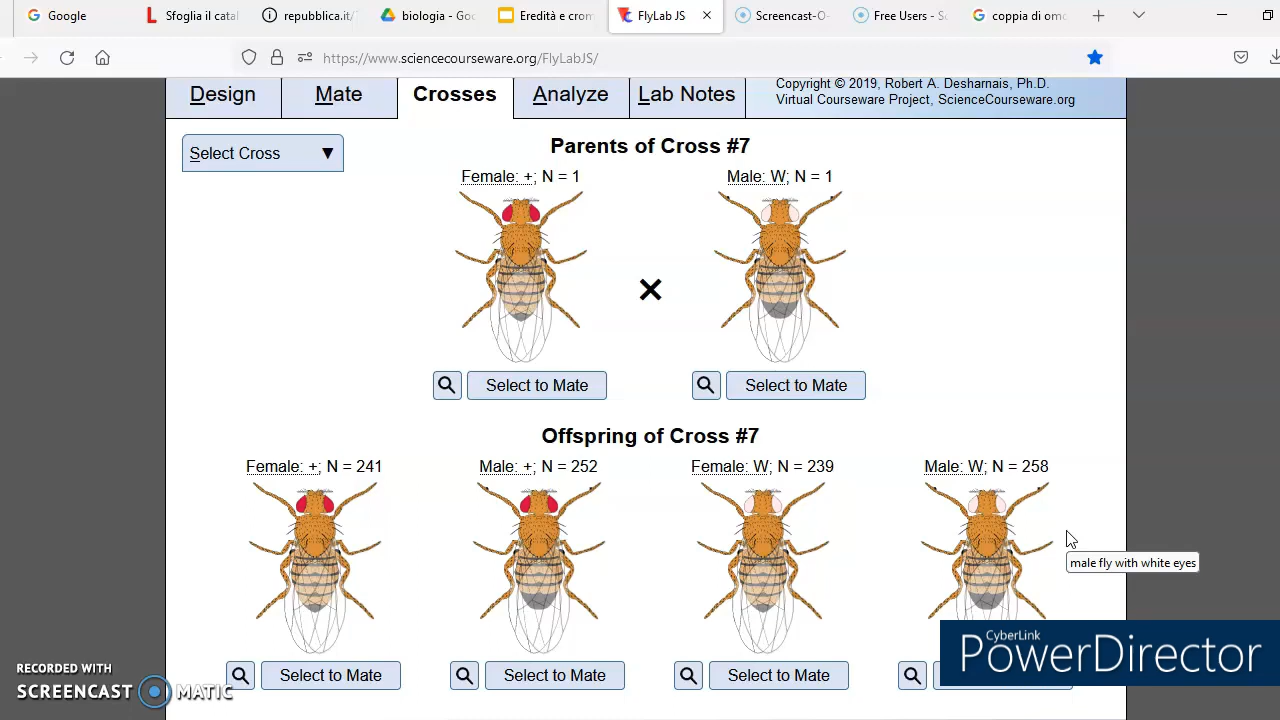 Google
Sfoglia il catal
repubblica.it/
biologia - Goo
Eredità e crom
FlyLab JS
Screencast-O-
Free Users - Sc
coppia di omo
https://www.sciencecourseware.org/FlyLabJS/
Design
Mate
Crosses
Analyze
Lab Notes
Copyright © 2019, Robert A. Desharnais, Ph.D.
Virtual Courseware Project, ScienceCourseware.org
Select Cross ▼
Parents of Cross #7
Female: +; N = 1
Male: W; N = 1
×
Select to Mate
Select to Mate
Offspring of Cross #7
Female: +; N = 241
Male: +; N = 252
Female: W; N = 239
Male: W; N = 258
male fly with white eyes
Select to Mate
Select to Mate
Select to Mate
CyberLink
PowerDirector
RECORDED WITH
SCREENCAST MATIC